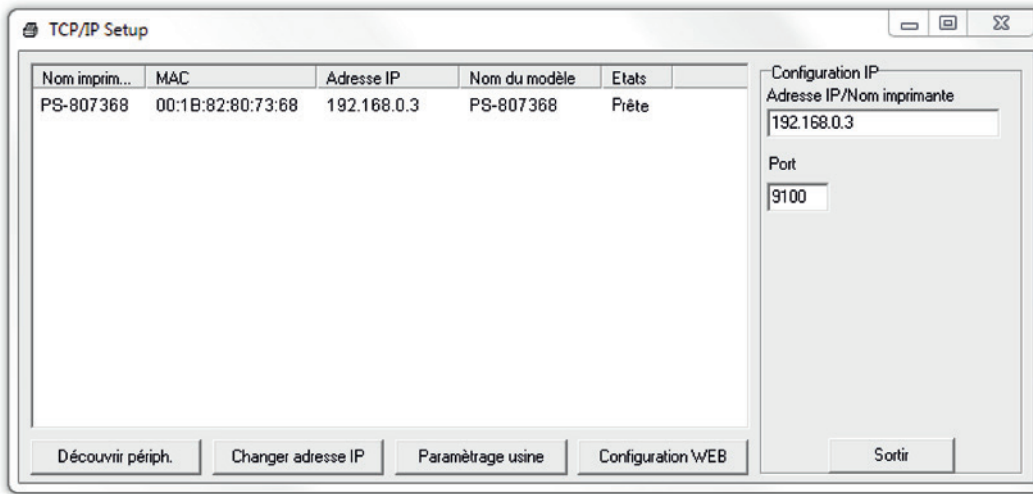 TCP/IP Setup
Nom imprim... MAC Adresse IP Nom du modèle Etats
PS-807368 00:1B:82:80:73:68 192.168.0.3 PS-807368 Prête
Configuration IP
Adresse IP/Nom imprimante
192.168.0.3
Port
9100
Découvrir périph. Changer adresse IP Paramètrage usine Configuration WEB Sortir